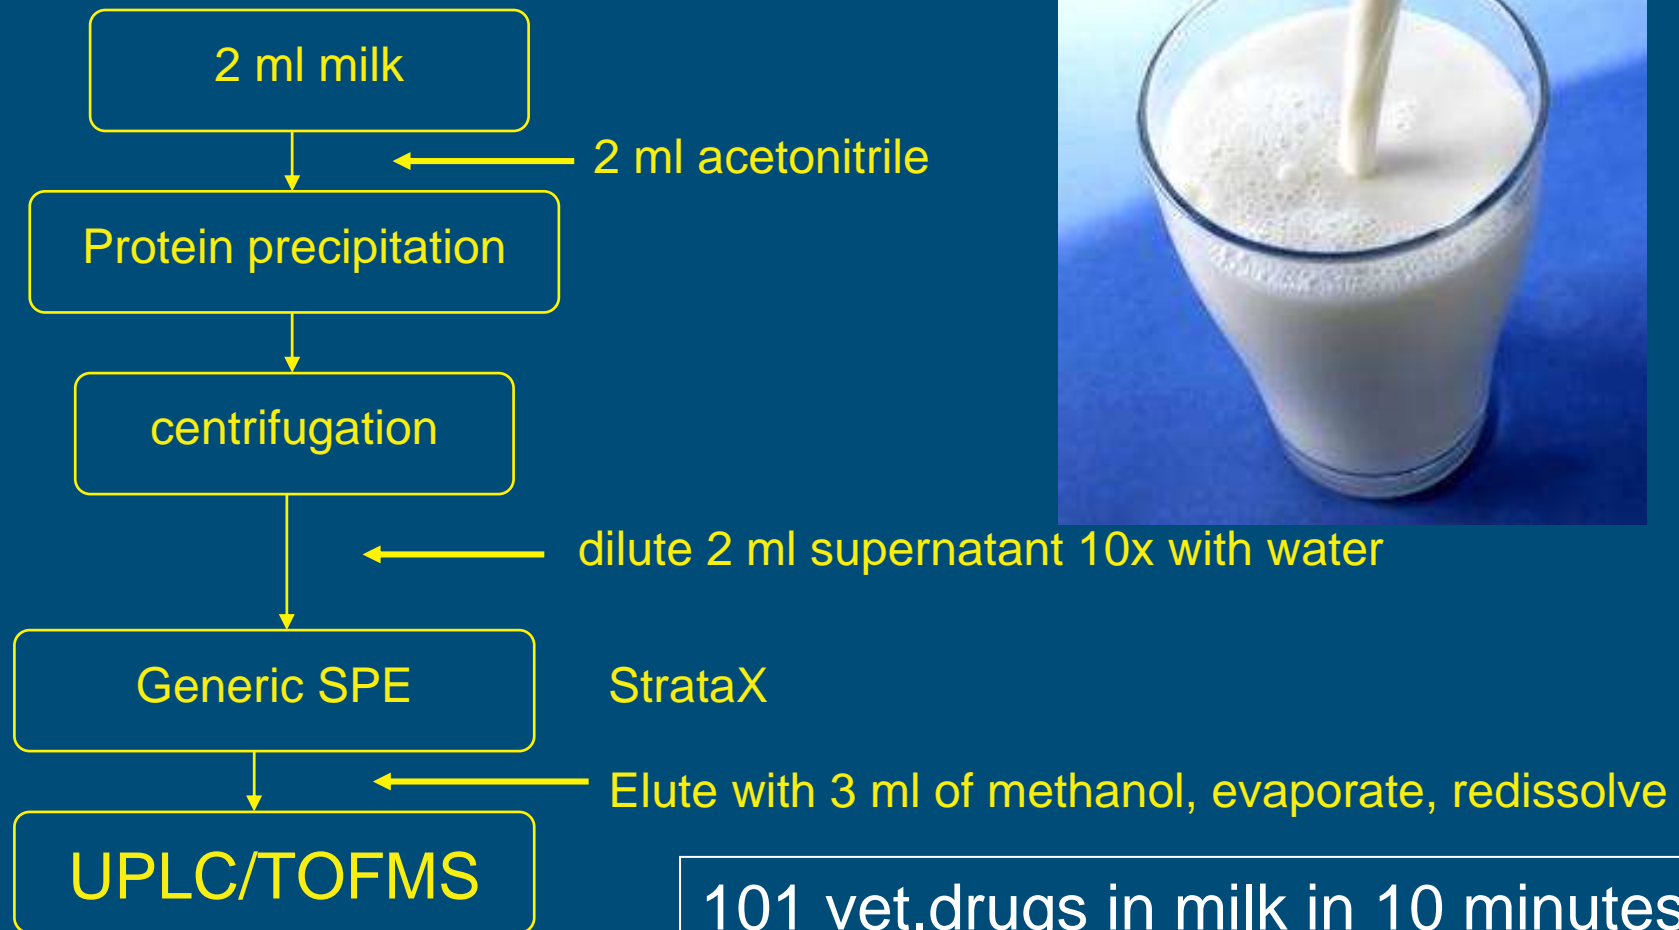 2 ml milk
2 ml acetonitrile
Protein precipitation
centrifugation
dilute 2 ml supernatant 10x with water
Generic SPE
StrataX
Elute with 3 ml of methanol, evaporate, redissolve
UPLC/TOFMS
101 vet.drugs in milk in 10 minutes